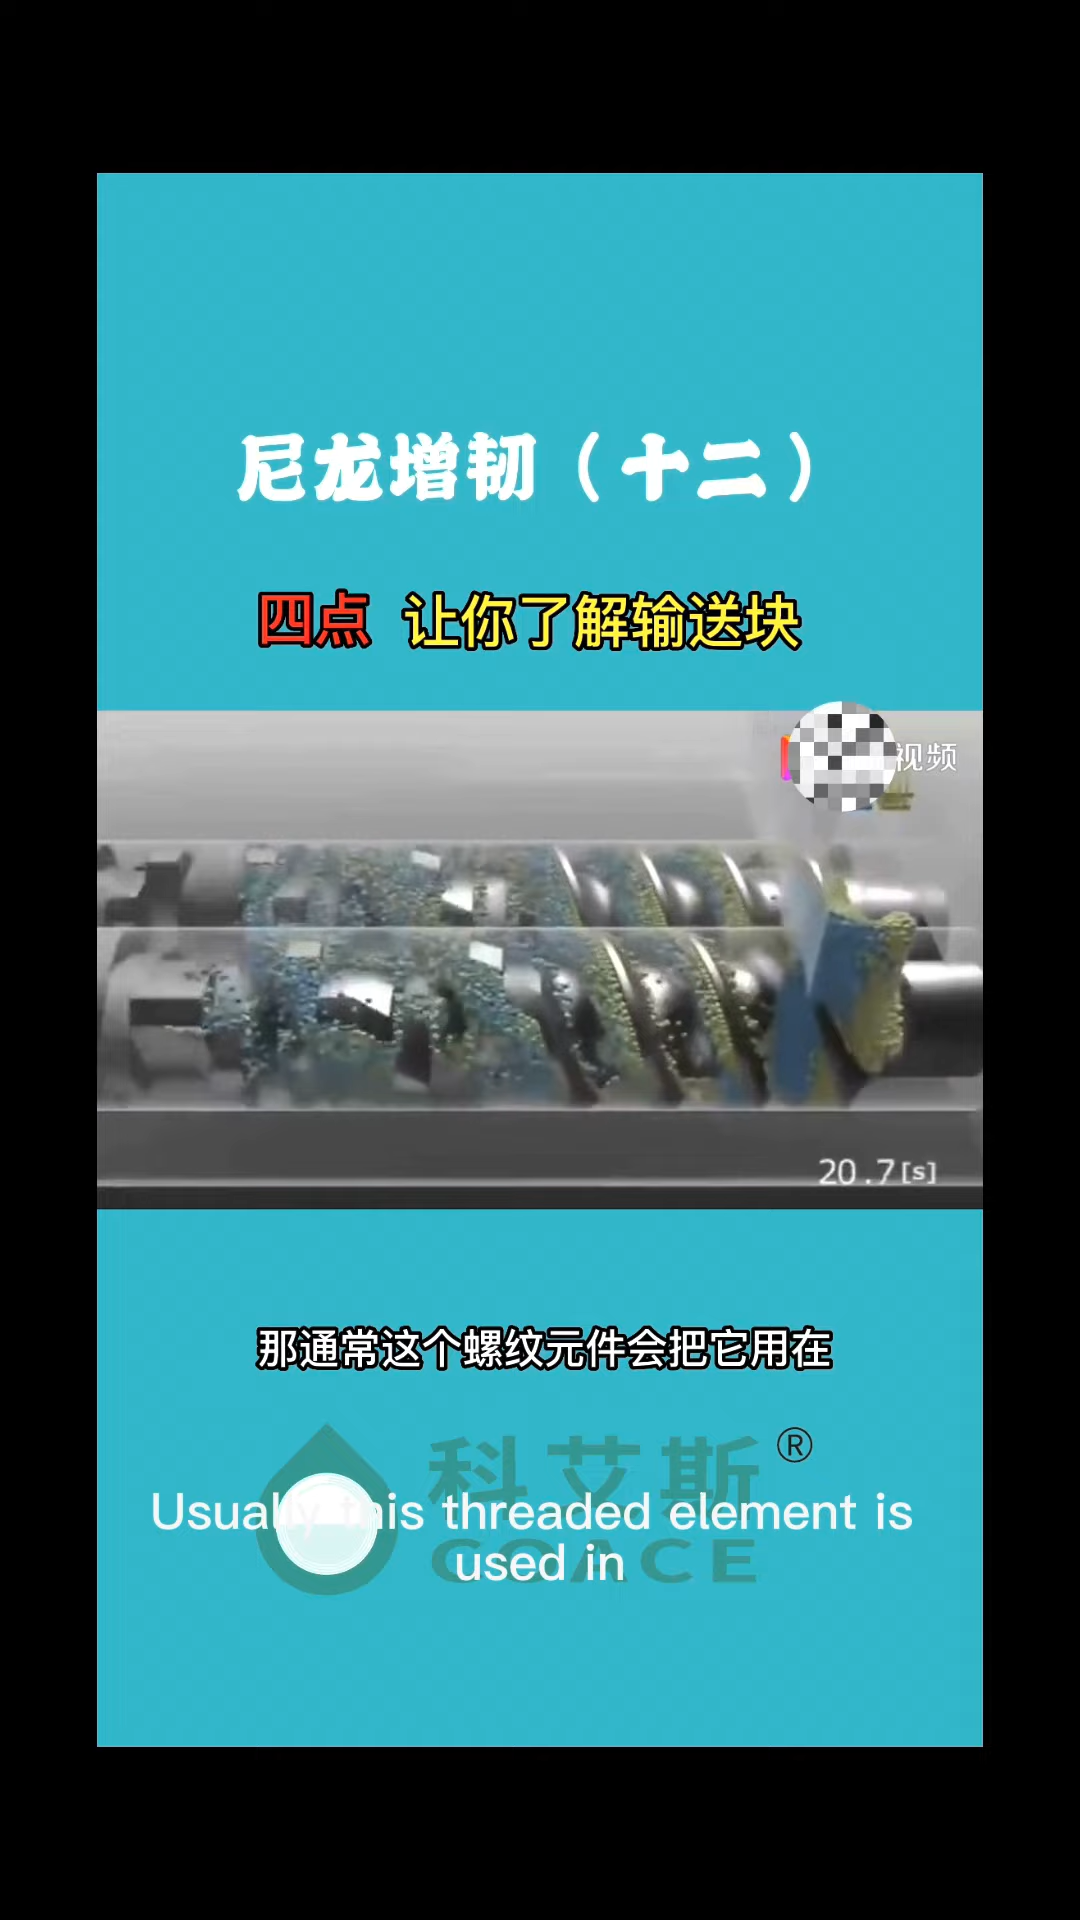 尼龙增韧（十二）
四点 让你了解输送块
视频
20.7[s]
那通常这个螺纹元件会把它用在
科艾斯®
Usually this threaded element is
used in
COACE